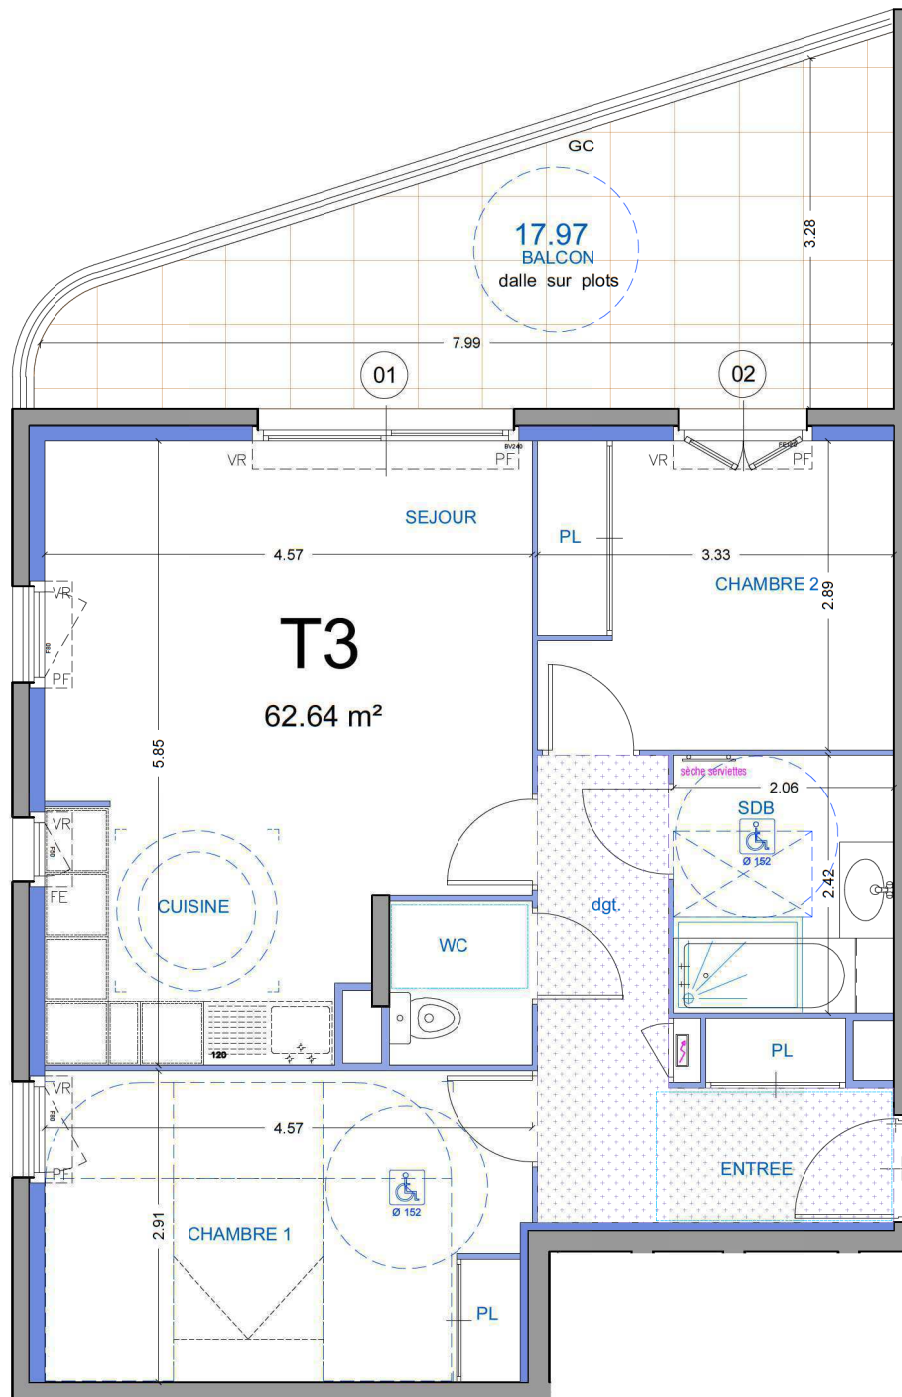 GC
17.97
BALCON
dalle sur plots
3.28
7.99
01
02
VR
BV240
PF
VR
PF
SEJOUR
PL
4.57
3.33
CHAMBRE 2
2.89
VR
F80
PF
T3
62.64 m²
5.85
sèche serviettes
2.06
SDB
Ø 152
2.42
VR
FE
CUISINE
dgt.
WC
120
PL
VR
F80
PF
4.57
ENTREE
Ø 152
2.91
CHAMBRE 1
PL